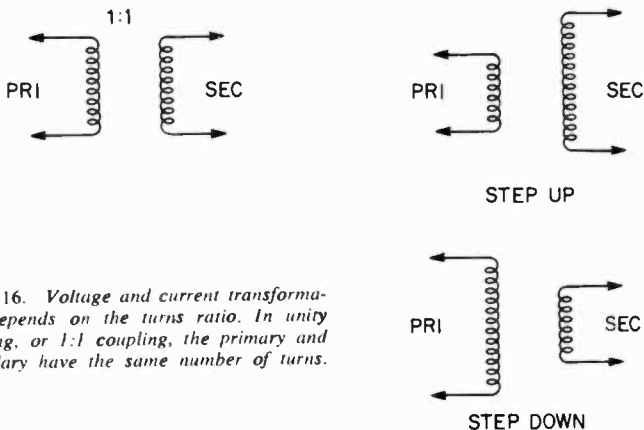 1:1
PRI SEC
PRI SEC
STEP UP
16. Voltage and current transforma-
epends on the turns ratio. In unity
ng, or 1:1 coupling, the primary and
lary have the same number of turns.
PRI SEC
STEP DOWN